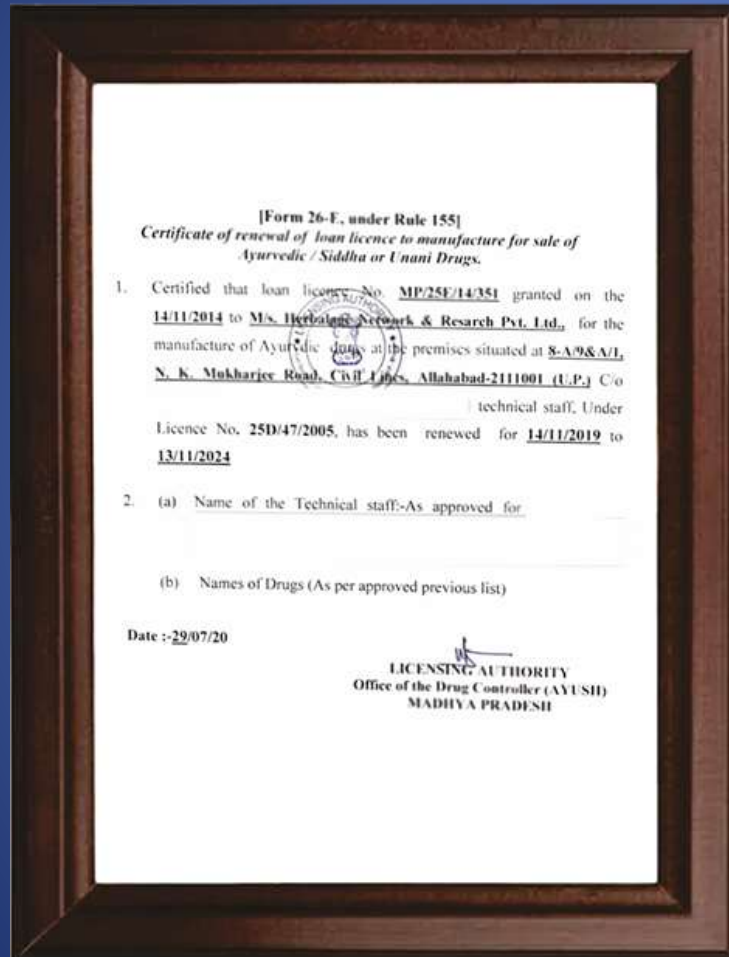 [Form 26-E, under Rule 155]
Certificate of renewal of loan licence to manufacture for sale of
Ayurvedic / Siddha or Unani Drugs.
1. Certified that loan licence No. MP/25E/14/351 granted on the
14/11/2014 to M/s. Herbalage Network & Resarch Pvt. Ltd., for the
manufacture of Ayurvedic drugs at the premises situated at 8-A/9&A/1,
N. K. Mukharjee Road, Civil Lines, Allahabad-2111001 (U.P.) C/o
technical staff, Under
Licence No. 25D/47/2005, has been renewed for 14/11/2019 to
13/11/2024
2. (a) Name of the Technical staff:-As approved for
(b) Names of Drugs (As per approved previous list)
Date :-29/07/20
LICENSING AUTHORITY
Office of the Drug Controller (AYUSH)
MADHYA PRADESH